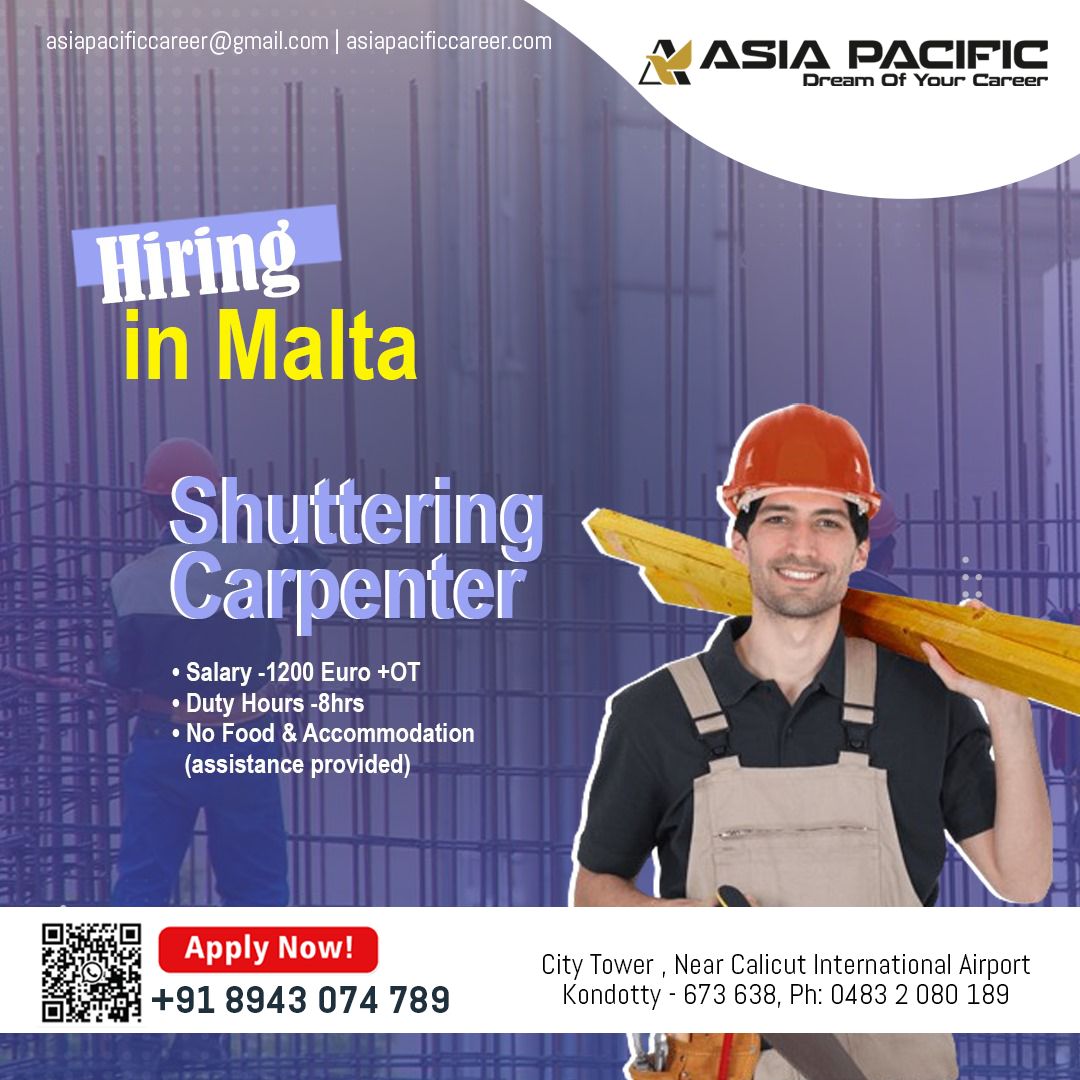 asiapacificcareer@gmail.com | asiapacificcareer.com
ASIA PACIFIC
Dream Of Your Career
Hiring
in Malta
Shuttering
Carpenter
• Salary -1200 Euro +OT
• Duty Hours -8hrs
• No Food & Accommodation
(assistance provided)
Apply Now!
+91 8943 074 789
City Tower , Near Calicut International Airport
Kondotty - 673 638, Ph: 0483 2 080 189